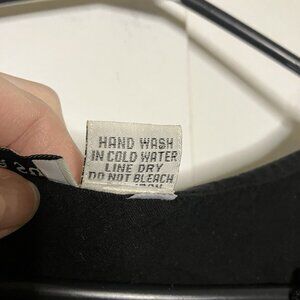 HAND WASH
IN COLD WATER
LINE DRY
DO NOT BLEACH